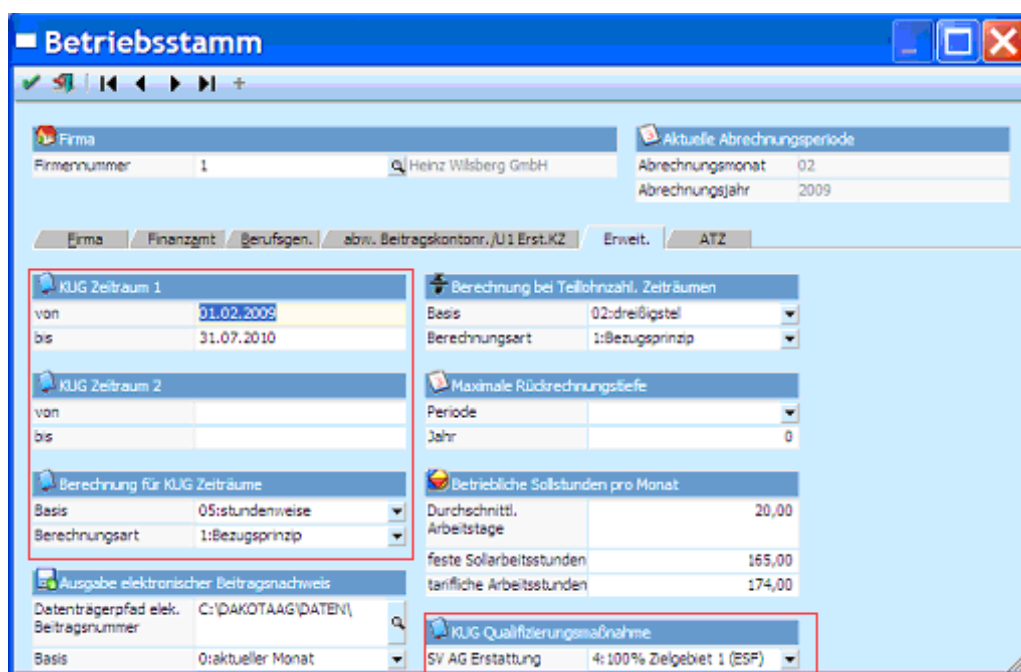 Betriebsstamm
Firma
Firmennummer 1 Heinz Wilsberg GmbH
Aktuelle Abrechnungsperiode
Abrechnungsmonat 02
Abrechnungsjahr 2009
Firma Finanzamt Berufsgen. abw. Beitragskontonr./U1 Erst.KZ Erweit. ATZ
KUG Zeitraum 1
von 01.02.2009
bis 31.07.2010
KUG Zeitraum 2
von
bis
Berechnung für KUG Zeiträume
Basis 05:stundenweise
Berechnungsart 1:Bezugsprinzip
Ausgabe elektronischer Beitragsnachweis
Datenträgerpfad elek. C:\DAKOTAAG\DATEN\
Beitragsnummer
Basis 0:aktueller Monat
Berechnung bei Teillohnzahl. Zeiträumen
Basis 02:dreißigstel
Berechnungsart 1:Bezugsprinzip
Maximale Rückrechnungstiefe
Periode
Jahr 0
Betriebliche Sollstunden pro Monat
Durchschnittl. 20,00
Arbeitstage
feste Sollarbeitsstunden 165,00
tarifliche Arbeitsstunden 174,00
KUG Qualifizierungsmaßnahme
SV AG Erstattung 4:100% Zielgebiet 1 (ESF)